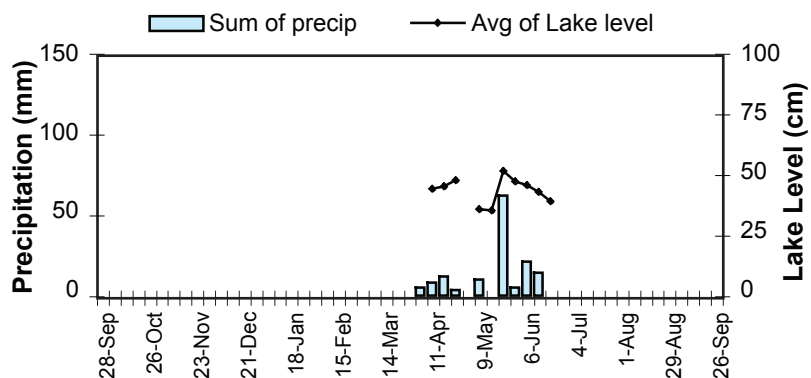 Sum of precip Avg of Lake level
Precipitation (mm)
150
100
50
0
Lake Level (cm)
100
75
50
25
0
28-Sep
26-Oct
23-Nov
21-Dec
18-Jan
15-Feb
14-Mar
11-Apr
9-May
6-Jun
4-Jul
1-Aug
29-Aug
26-Sep